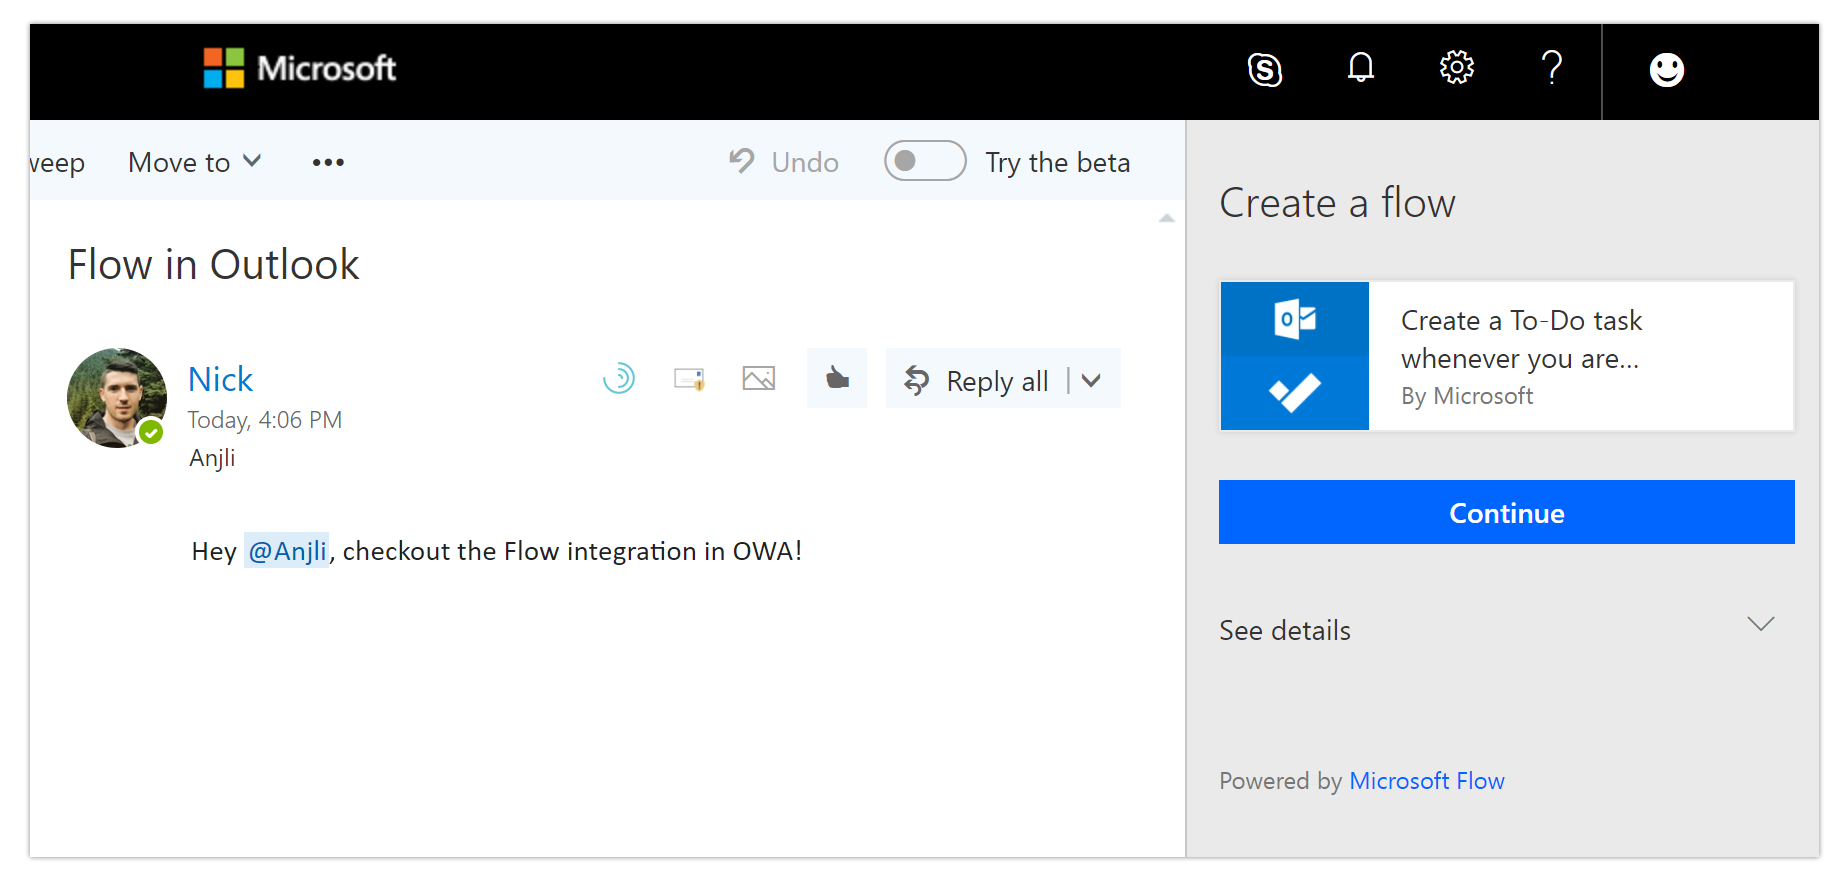 Microsoft
weep Move to ••• Undo Try the beta
Flow in Outlook
Nick
Today, 4:06 PM
Anjli
Reply all
Hey @Anjli, checkout the Flow integration in OWA!
Create a flow
Create a To-Do task
whenever you are...
By Microsoft
Continue
See details
Powered by Microsoft Flow